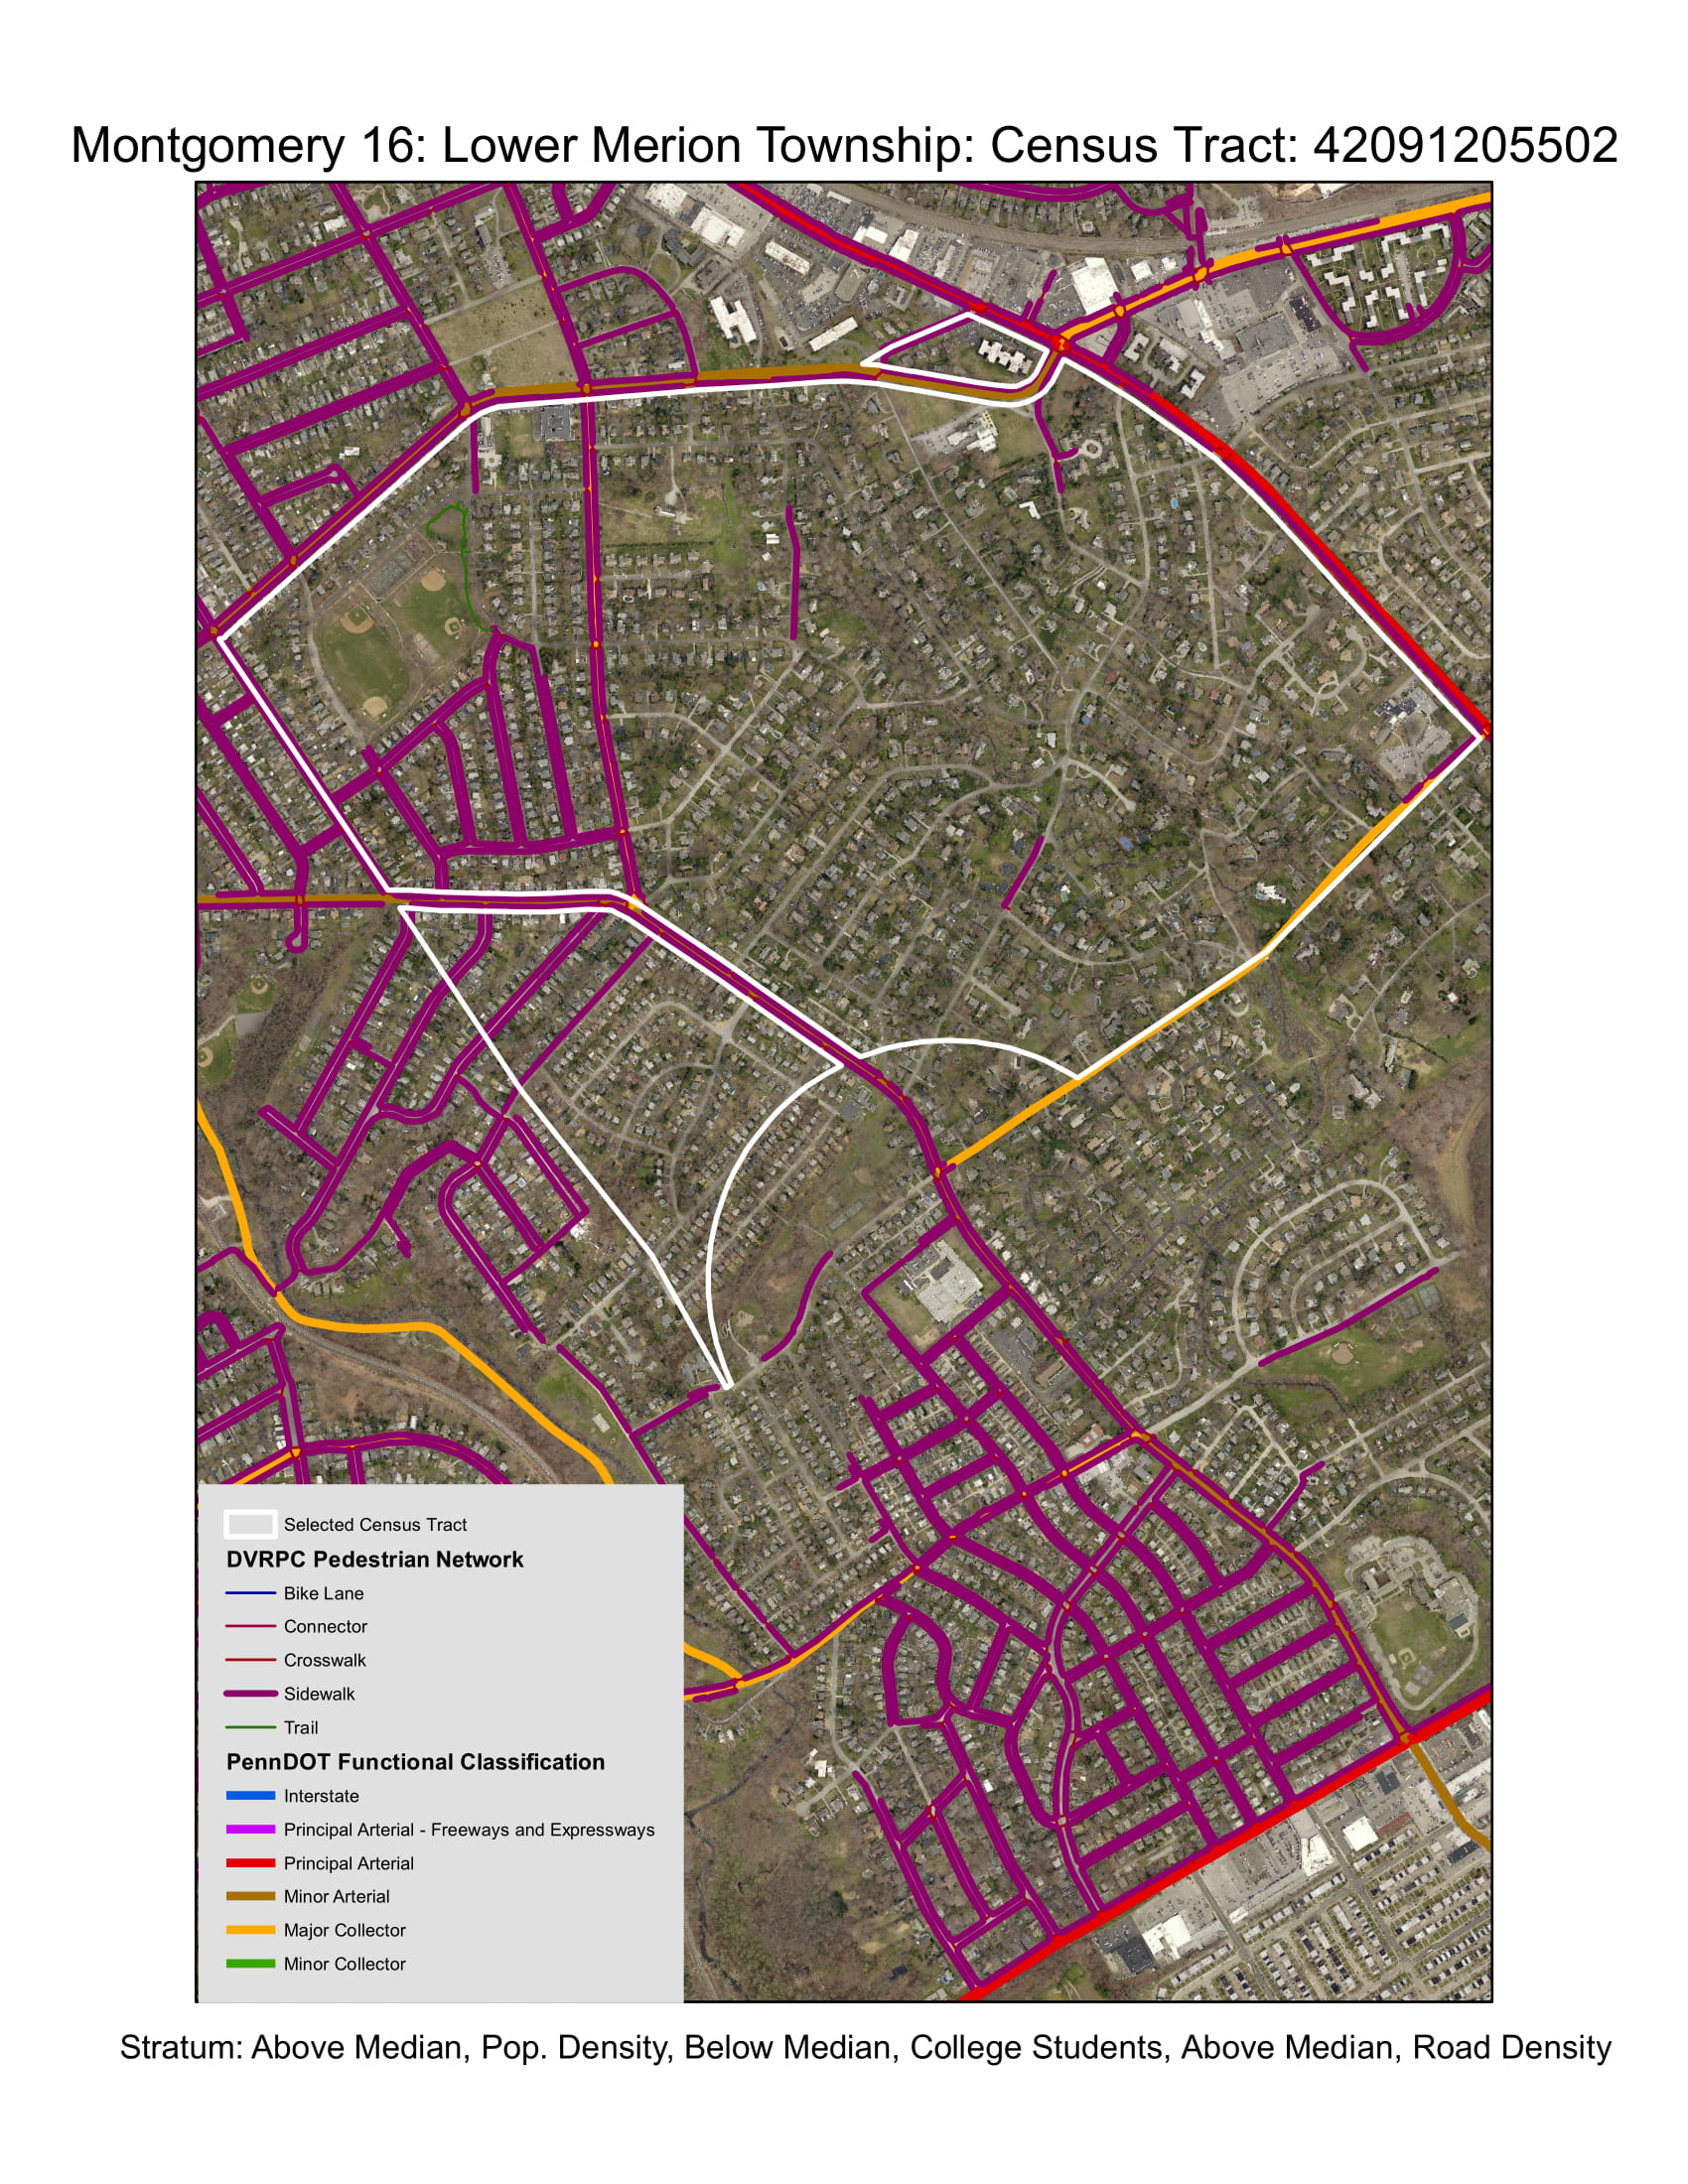 Montgomery 16: Lower Merion Township: Census Tract: 42091205502
Selected Census Tract
DVRPC Pedestrian Network
Bike Lane
Connector
Crosswalk
Sidewalk
Trail
PennDOT Functional Classification
Interstate
Principal Arterial - Freeways and Expressways
Principal Arterial
Minor Arterial
Major Collector
Minor Collector
Stratum: Above Median, Pop. Density, Below Median, College Students, Above Median, Road Density